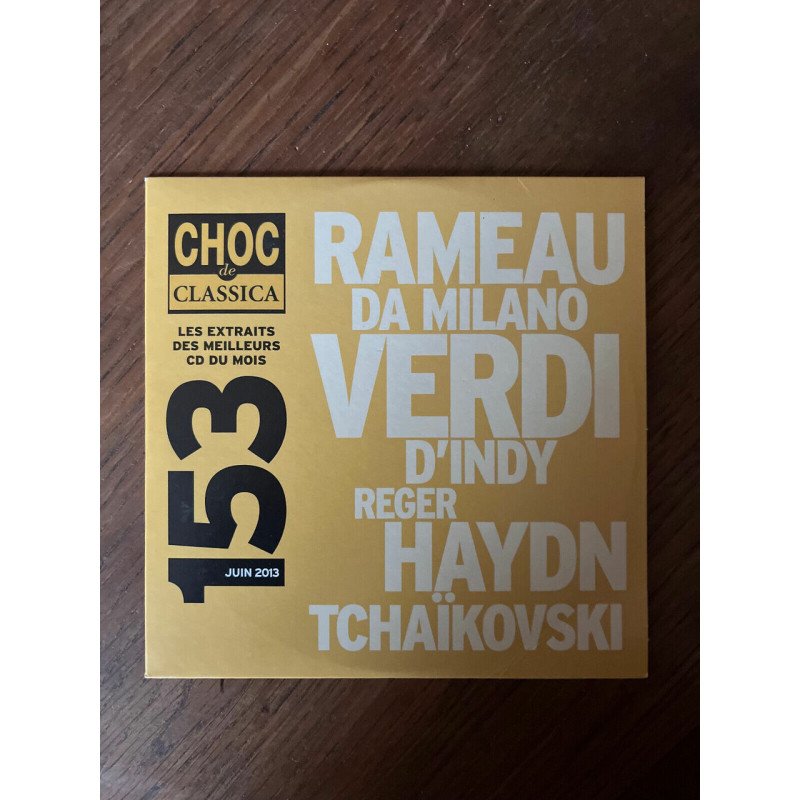 CHOC
de
CLASSICA
LES EXTRAITS
DES MEILLEURS
CD DU MOIS
153
JUIN 2013
RAMEAU
DA MILANO
VERDI
D'INDY
REGER
HAYDN
TCHAÏKOVSKI